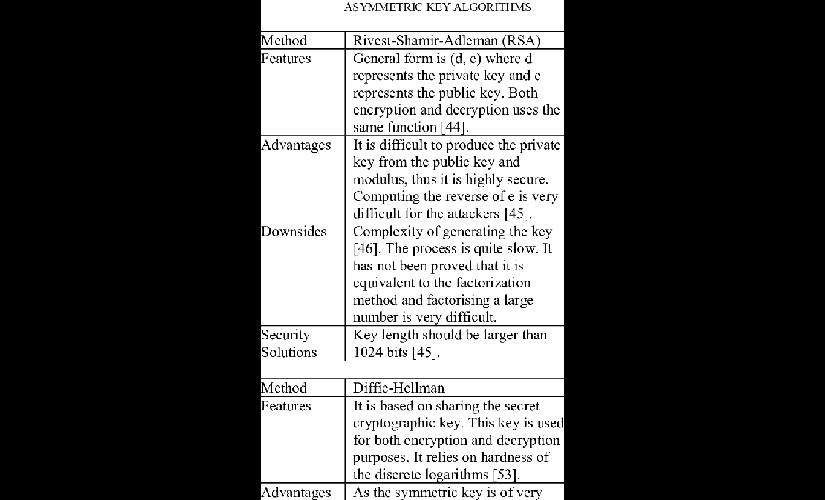 ASYMMETRIC KEY ALGORITHMS
Method Rivest-Shamir-Adleman (RSA)
Features General form is (d, e) where d
represents the private key and e
represents the public key. Both
encryption and decryption uses the
same function [44].
Advantages It is difficult to produce the private
key from the public key and
modulus, thus it is highly secure.
Computing the reverse of e is very
difficult for the attackers [45].
Downsides Complexity of generating the key
[46]. The process is quite slow. It
has not been proved that it is
equivalent to the factorization
method and factorising a large
number is very difficult.
Security Key length should be larger than
Solutions 1024 bits [45].
Method Diffie-Hellman
Features It is based on sharing the secret
cryptographic key. This key is used
for both encryption and decryption
purposes. It relies on hardness of
the discrete logarithms [53].
Advantages As the symmetric key is of very